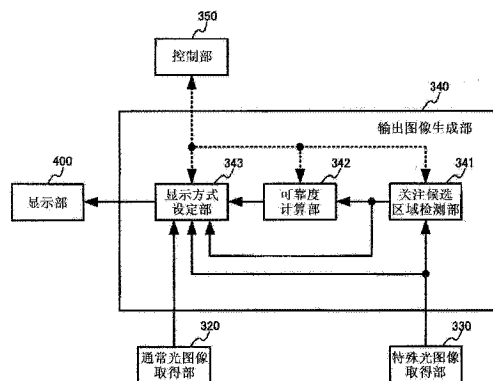 350
控制部
340
输出图像生成部
400
显示部
343
显示方式
设定部
342
可靠度
计算部
341
关注候选
区域检测部
320
通常光图像
取得部
330
特殊光图像
取得部